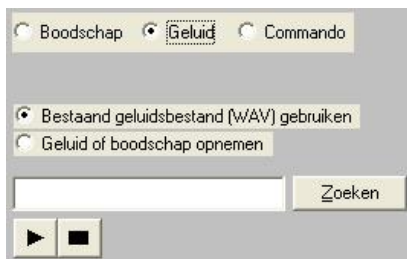 Boodschap Geluid Commando
Bestaand geluidsbestand (WAV) gebruiken
Geluid of boodschap opnemen
Zoeken